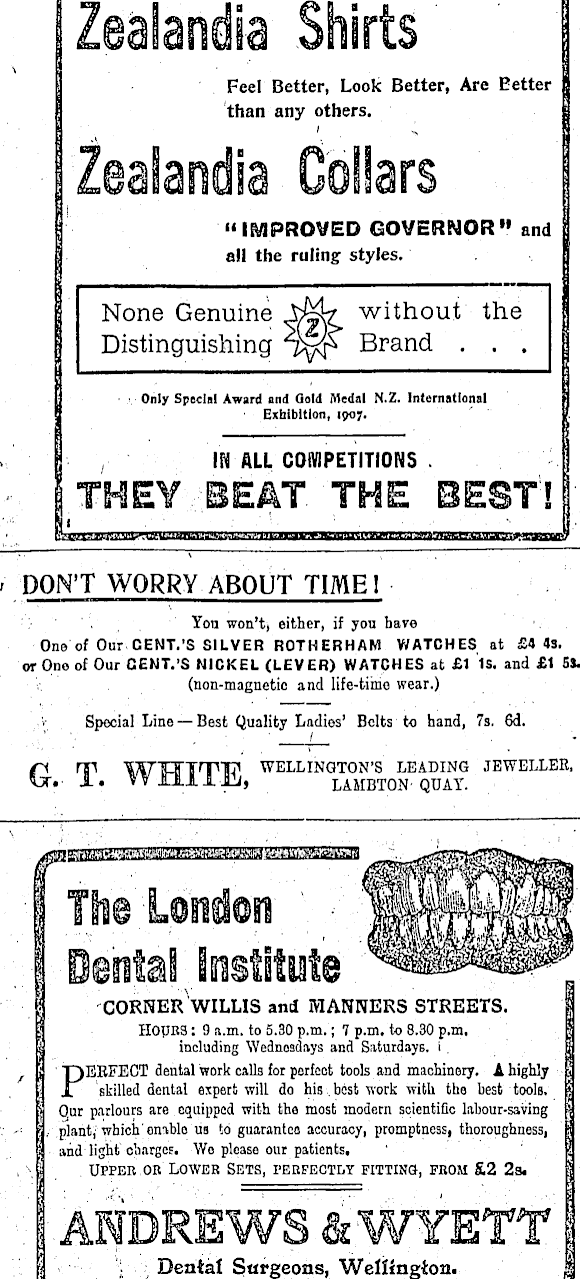 Zealandia Shirts
Feel Better, Look Better, Are Better
than any others.
Zealandia Collars
"IMPROVED GOVERNOR" and
all the ruling styles.
None Genuine Z without the
Distinguishing Brand . . .
Only Special Award and Gold Medal N.Z. International
Exhibition, 1907.
IN ALL COMPETITIONS
THEY BEAT THE BEST!
DON'T WORRY ABOUT TIME!
You won't, either, if you have
One of Our GENT.'S SILVER ROTHERHAM WATCHES at £4 4s.
or One of Our GENT.'S NICKEL (LEVER) WATCHES at £1 1s. and £1 5s.
(non-magnetic and life-time wear.)
Special Line — Best Quality Ladies' Belts to hand, 7s. 6d.
G. T. WHITE, WELLINGTON'S LEADING JEWELLER,
LAMBTON QUAY.
The London
Dental Institute
CORNER WILLIS and MANNERS STREETS.
HOURS: 9 a.m. to 5.30 p.m.; 7 p.m. to 8.30 p.m.
including Wednesdays and Saturdays.
PERFECT dental work calls for perfect tools and machinery. A highly
skilled dental expert will do his best work with the best tools.
Our parlours are equipped with the most modern scientific labour-saving
plant, which enable us to guarantee accuracy, promptness, thoroughness,
and light charges. We please our patients.
UPPER OR LOWER SETS, PERFECTLY FITTING, FROM £2 2s.
ANDREWS & WYETT
Dental Surgeons, Wellington.